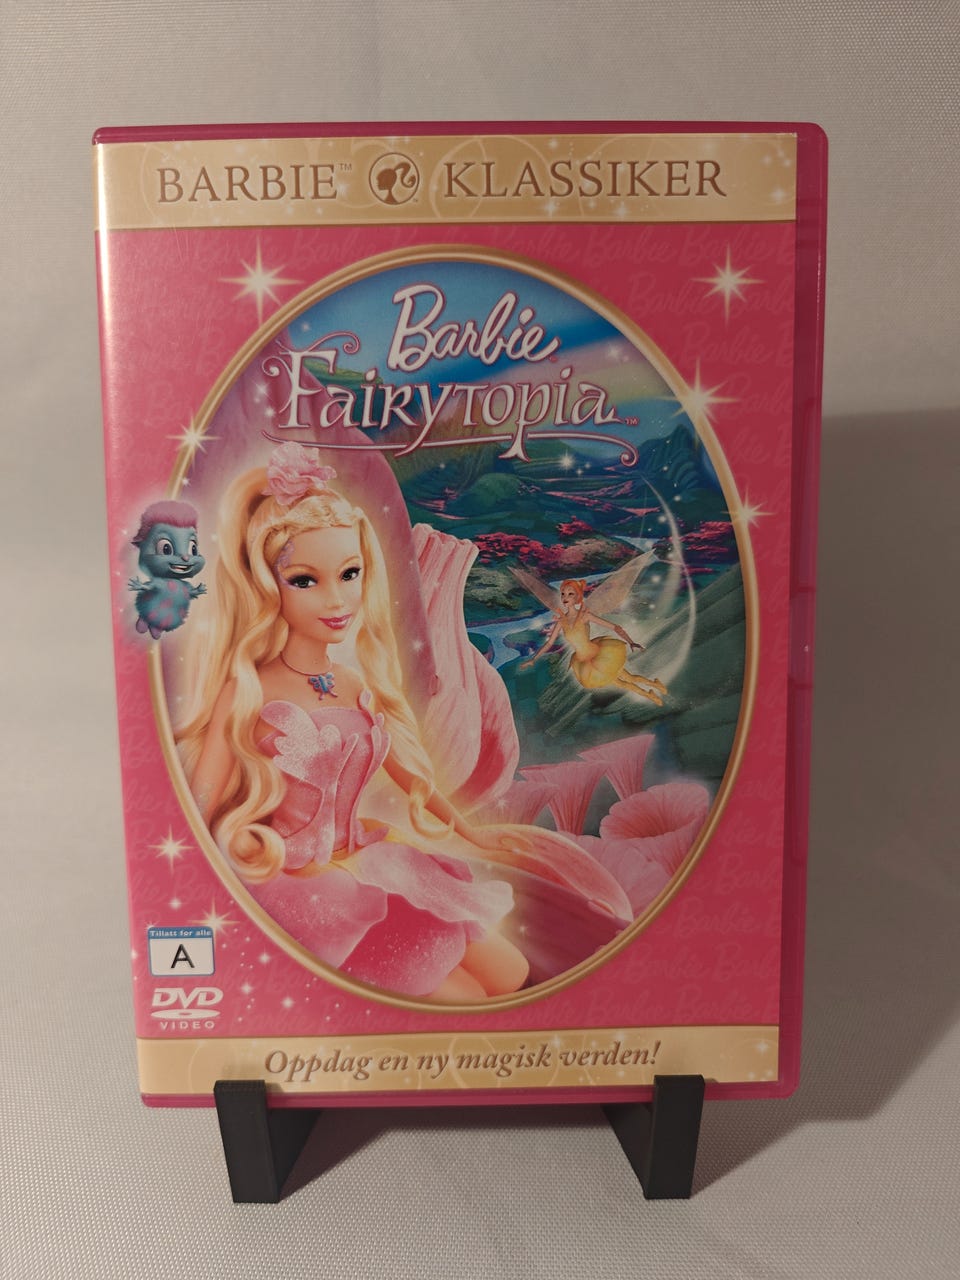 BARBIE™ KLASSIKER
Barbie
Fairytopia™
Tillatt for alle
A
DVD
VIDEO
Oppdag en ny magisk verden!